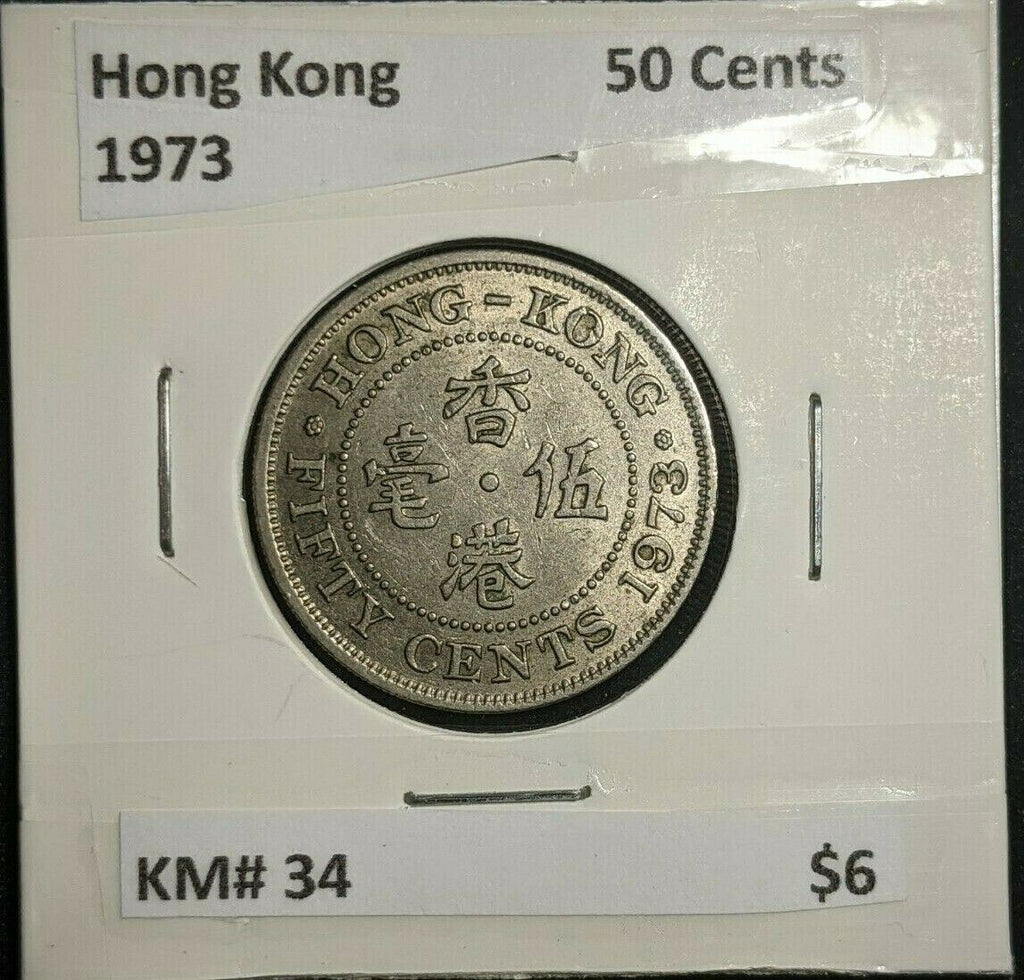 Hong Kong 50 Cents
1973
HONG-KONG
香
毫 伍
港
FIFTY CENTS 1973
KM# 34 $6